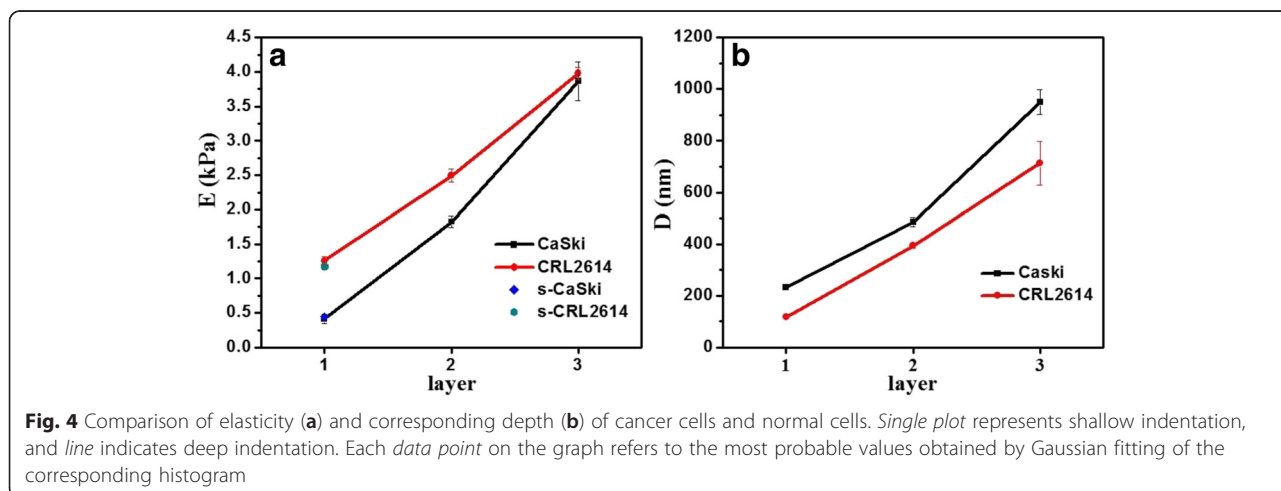 a
4.5
4.0
3.5
3.0
2.5
2.0
1.5
1.0
0.5
0.0
E (kPa)
CaSki
CRL2614
s-CaSki
s-CRL2614
1 2 3
layer
b
1200
1000
800
600
400
200
0
D (nm)
Caski
CRL2614
1 2 3
layer
Fig. 4 Comparison of elasticity (a) and corresponding depth (b) of cancer cells and normal cells. Single plot represents shallow indentation,
and line indicates deep indentation. Each data point on the graph refers to the most probable values obtained by Gaussian fitting of the
corresponding histogram